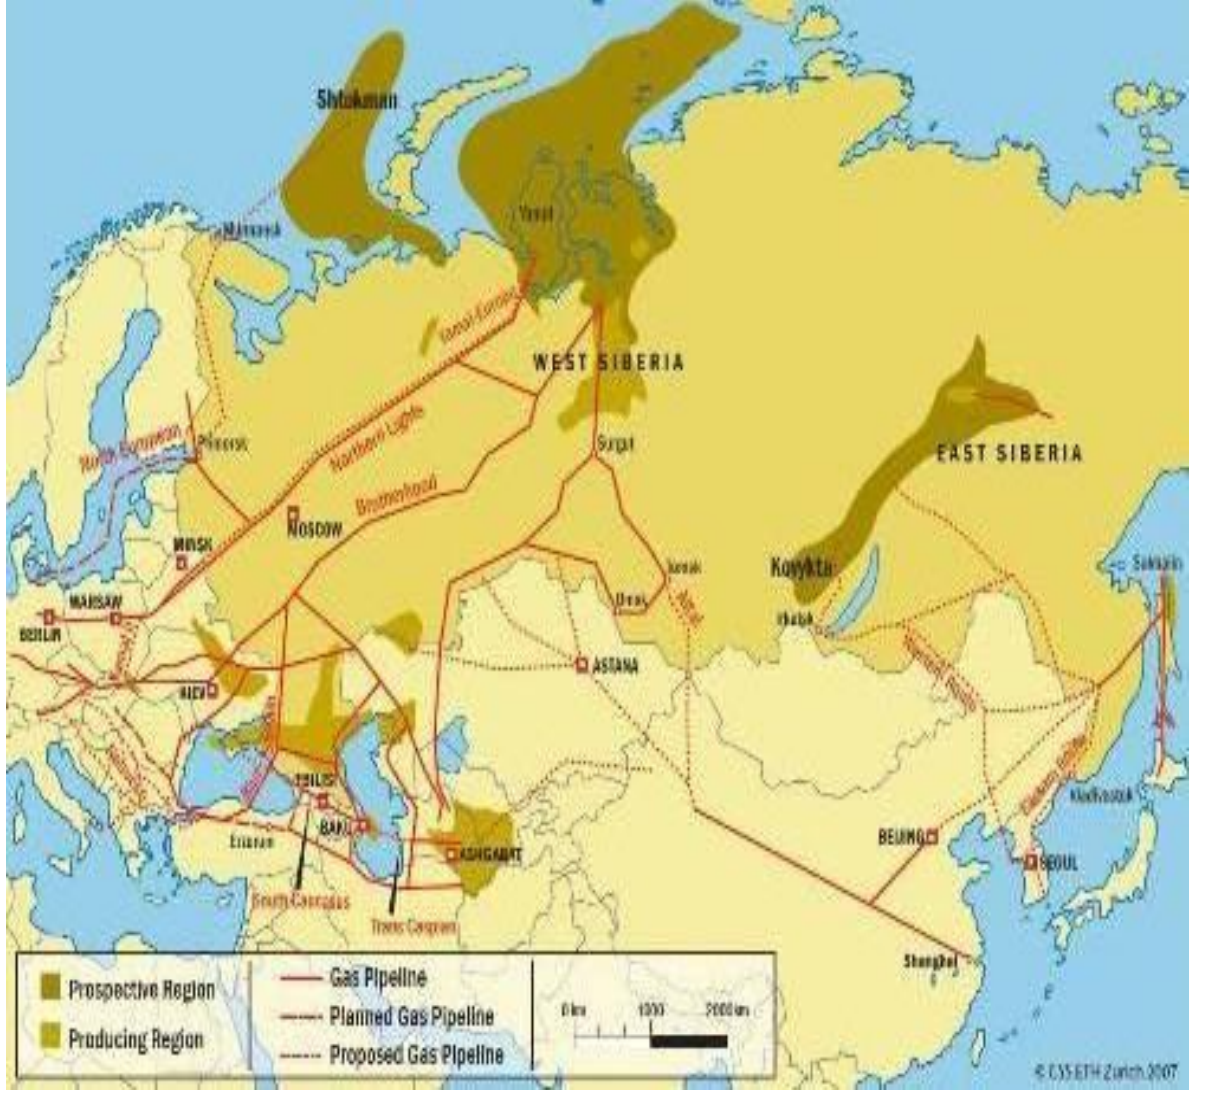 Shtokman
Murmansk
Yamal
Yamal-Europe
WEST SIBERIA
Northern Lights
North European
Primorsk
Surgut
EAST SIBERIA
Brotherhood
MOSCOW
MINSK
Kovykta
Sakhalin
Omsk
Altai
Irkutsk
WARSAW
BERLIN
ASTANA
KIEV
TBILISI
BAKU
Erzurum
ASHGABAT
Vladivostok
BEIJING
SEOUL
South Caucasus
Trans Caspian
Shanghai
Prospective Region
Producing Region
Gas Pipeline
Planned Gas Pipeline
Proposed Gas Pipeline
0 km 1000 2000 km
© CSS ETH Zurich 2007